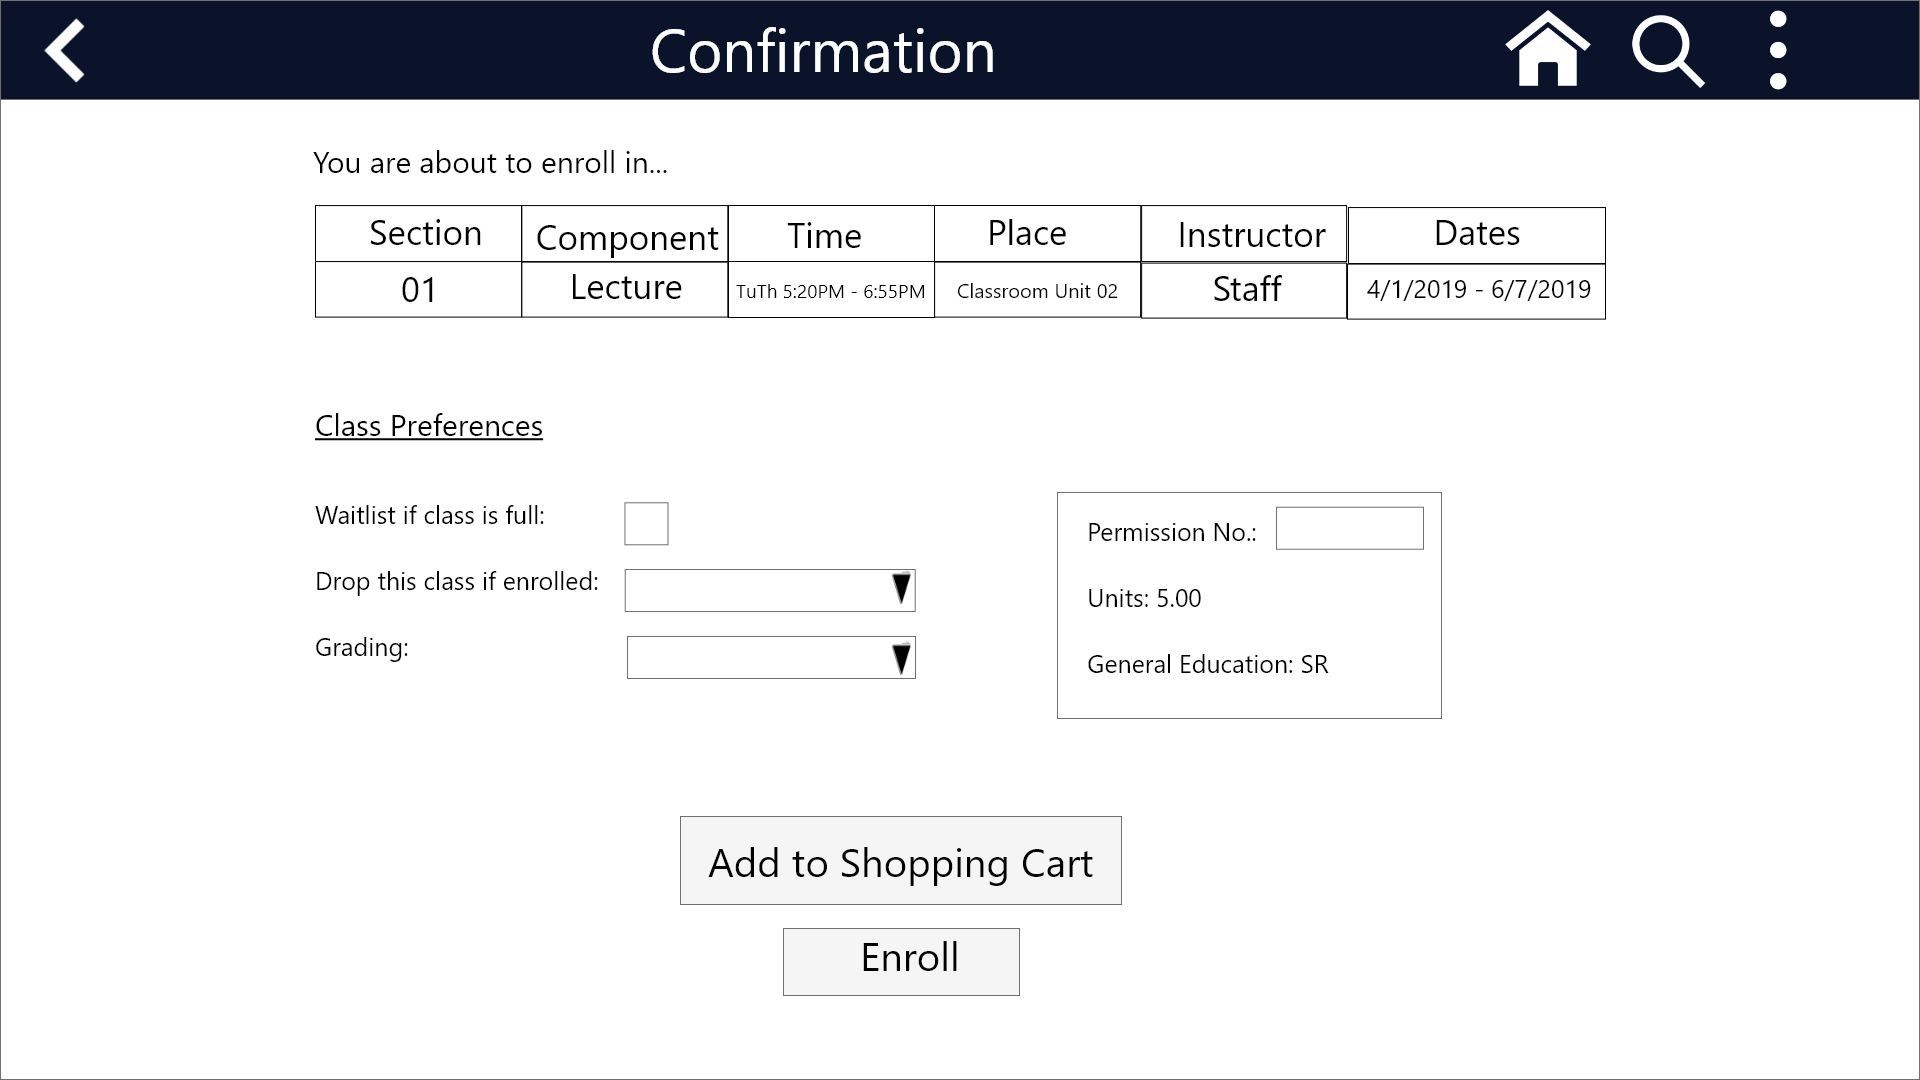 Confirmation
You are about to enroll in...
Section Component Time Place Instructor Dates
01 Lecture TuTh 5:20PM - 6:55PM Classroom Unit 02 Staff 4/1/2019 - 6/7/2019
Class Preferences
Waitlist if class is full:
Drop this class if enrolled:
Grading:
Permission No.:
Units: 5.00
General Education: SR
Add to Shopping Cart
Enroll